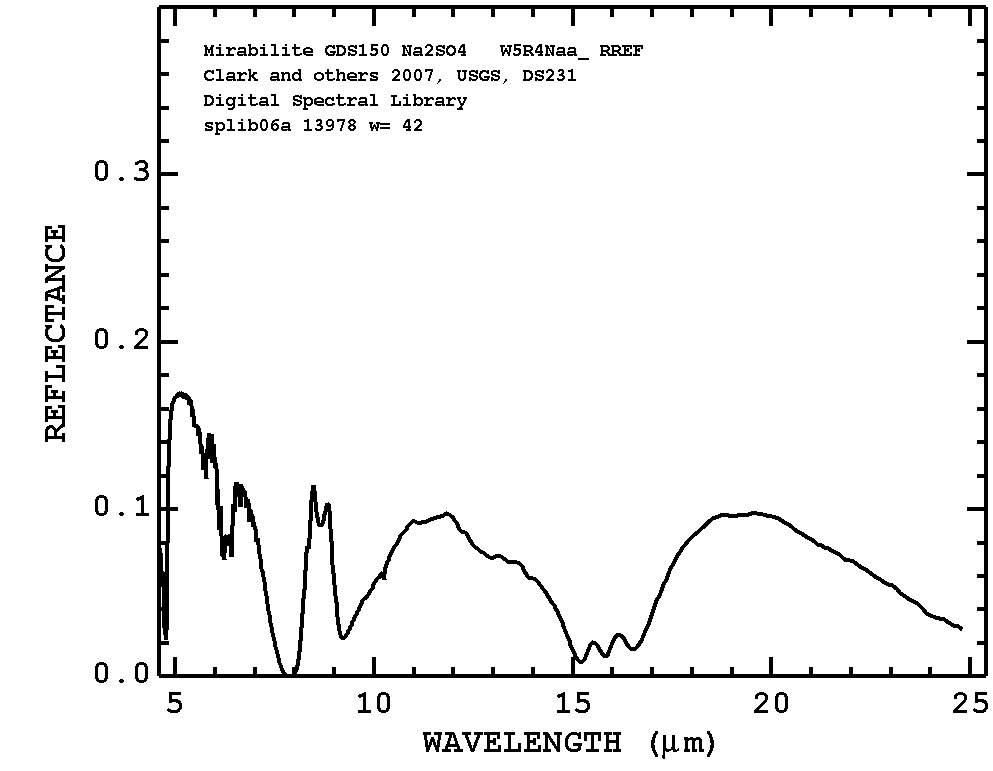 Mirabilite GDS150 Na2SO4 W5R4Naa_ RREF
Clark and others 2007, USGS, DS231
Digital Spectral Library
splib06a 13978 w= 42
0.3
0.2
0.1
0.0
REFLECTANCE
5 10 15 20 25
WAVELENGTH (μm)